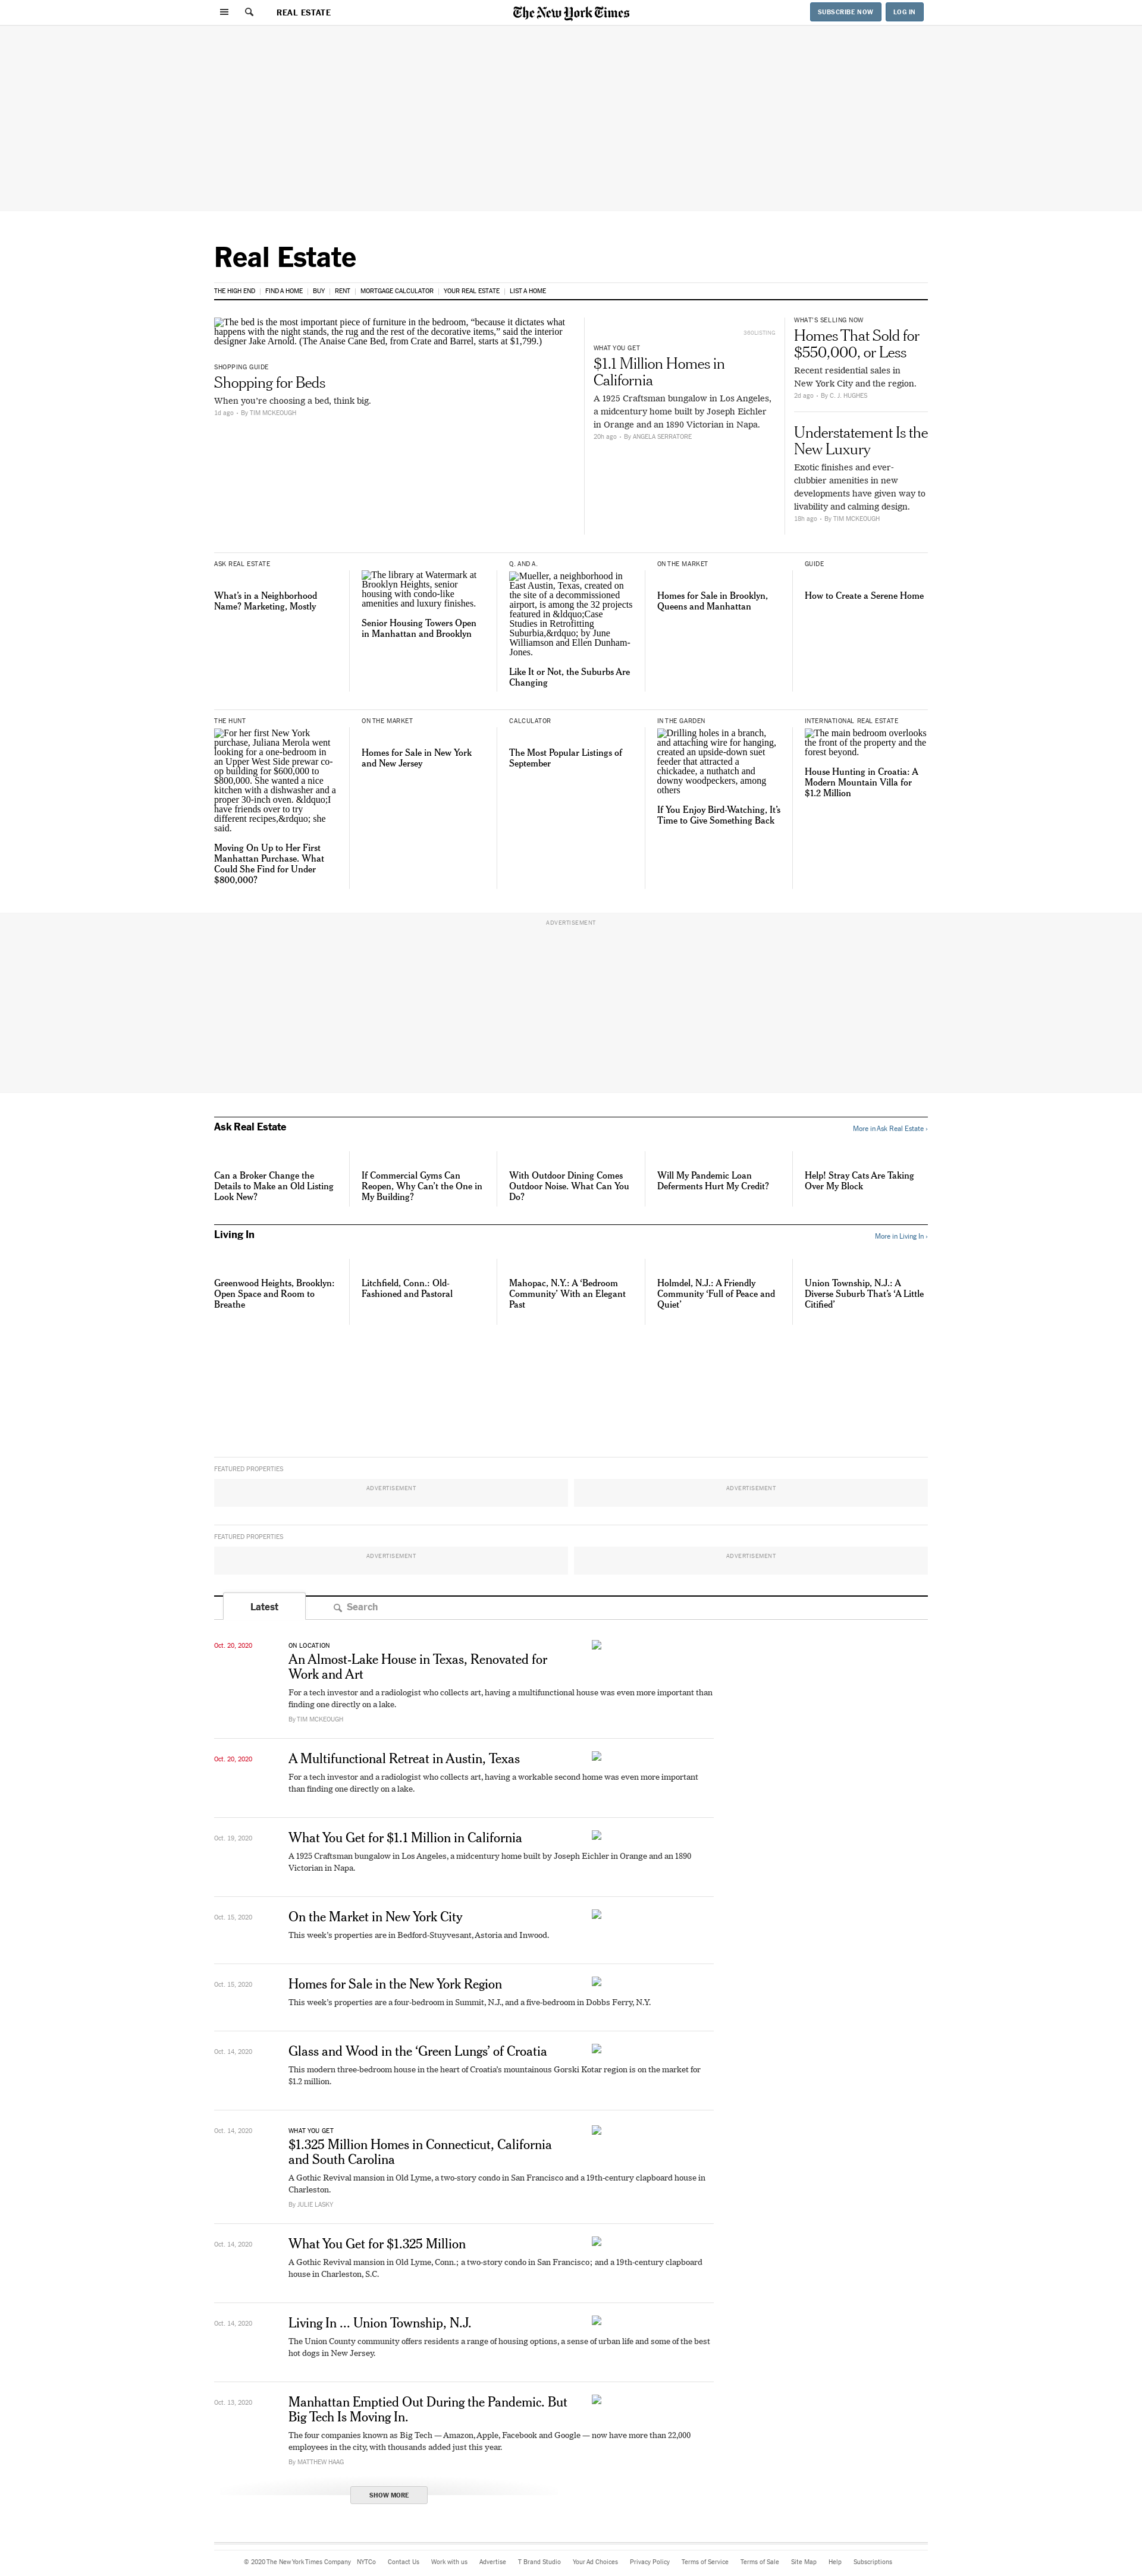 REAL ESTATE
The New York Times
SUBSCRIBE NOW
LOG IN
Real Estate
THE HIGH END
FIND A HOME
BUY
RENT
MORTGAGE CALCULATOR
YOUR REAL ESTATE
LIST A HOME
The bed is the most important piece of furniture in the bedroom, “because it dictates what
happens with the night stands, the rug and the rest of the decorative items,” said the interior
designer Jake Arnold. (The Anaise Cane Bed, from Crate and Barrel, starts at $1,799.)
SHOPPING GUIDE
Shopping for Beds
When you’re choosing a bed, think big.
1d ago - By TIM MCKEOUGH
360LISTING
WHAT YOU GET
$1.1 Million Homes in
California
A 1925 Craftsman bungalow in Los Angeles,
a midcentury home built by Joseph Eichler
in Orange and an 1890 Victorian in Napa.
20h ago - By ANGELA SERRATORE
WHAT’S SELLING NOW
Homes That Sold for
$550,000, or Less
Recent residential sales in
New York City and the region.
2d ago - By C. J. HUGHES
Understatement Is the
New Luxury
Exotic finishes and ever-
clubbier amenities in new
developments have given way to
livability and calming design.
18h ago - By TIM MCKEOUGH
ASK REAL ESTATE
What’s in a Neighborhood
Name? Marketing, Mostly
The library at Watermark at
Brooklyn Heights, senior
housing with condo-like
amenities and luxury finishes.
Senior Housing Towers Open
in Manhattan and Brooklyn
Q. AND A.
Mueller, a neighborhood in
East Austin, Texas, created on
the site of a decommissioned
airport, is among the 32 projects
featured in &ldquo;Case
Studies in Retrofitting
Suburbia,&rdquo; by June
Williamson and Ellen Dunham-
Jones.
Like It or Not, the Suburbs Are
Changing
ON THE MARKET
Homes for Sale in Brooklyn,
Queens and Manhattan
GUIDE
How to Create a Serene Home
THE HUNT
For her first New York
purchase, Juliana Merola went
looking for a one-bedroom in
an Upper West Side prewar co-
op building for $600,000 to
$800,000. She wanted a nice
kitchen with a dishwasher and a
proper 30-inch oven. &ldquo;I
have friends over to try
different recipes,&rdquo; she
said.
Moving On Up to Her First
Manhattan Purchase. What
Could She Find for Under
$800,000?
ON THE MARKET
Homes for Sale in New York
and New Jersey
CALCULATOR
The Most Popular Listings of
September
IN THE GARDEN
Drilling holes in a branch,
and attaching wire for hanging,
created an upside-down suet
feeder that attracted a
chickadee, a nuthatch and
downy woodpeckers, among
others
If You Enjoy Bird-Watching, It’s
Time to Give Something Back
INTERNATIONAL REAL ESTATE
The main bedroom overlooks
the front of the property and the
forest beyond.
House Hunting in Croatia: A
Modern Mountain Villa for
$1.2 Million
ADVERTISEMENT
Ask Real Estate
More in Ask Real Estate ›
Can a Broker Change the
Details to Make an Old Listing
Look New?
If Commercial Gyms Can
Reopen, Why Can’t the One in
My Building?
With Outdoor Dining Comes
Outdoor Noise. What Can You
Do?
Will My Pandemic Loan
Deferments Hurt My Credit?
Help! Stray Cats Are Taking
Over My Block
Living In
More in Living In ›
Greenwood Heights, Brooklyn:
Open Space and Room to
Breathe
Litchfield, Conn.: Old-
Fashioned and Pastoral
Mahopac, N.Y.: A ‘Bedroom
Community’ With an Elegant
Past
Holmdel, N.J.: A Friendly
Community ‘Full of Peace and
Quiet’
Union Township, N.J.: A
Diverse Suburb That’s ‘A Little
Citified’
FEATURED PROPERTIES
ADVERTISEMENT
ADVERTISEMENT
FEATURED PROPERTIES
ADVERTISEMENT
ADVERTISEMENT
Latest
Search
Oct. 20, 2020
ON LOCATION
An Almost-Lake House in Texas, Renovated for
Work and Art
For a tech investor and a radiologist who collects art, having a multifunctional house was even more important than
finding one directly on a lake.
By TIM MCKEOUGH
Oct. 20, 2020
A Multifunctional Retreat in Austin, Texas
For a tech investor and a radiologist who collects art, having a workable second home was even more important
than finding one directly on a lake.
Oct. 19, 2020
What You Get for $1.1 Million in California
A 1925 Craftsman bungalow in Los Angeles, a midcentury home built by Joseph Eichler in Orange and an 1890
Victorian in Napa.
Oct. 15, 2020
On the Market in New York City
This week’s properties are in Bedford-Stuyvesant, Astoria and Inwood.
Oct. 15, 2020
Homes for Sale in the New York Region
This week’s properties are a four-bedroom in Summit, N.J., and a five-bedroom in Dobbs Ferry, N.Y.
Oct. 14, 2020
Glass and Wood in the ‘Green Lungs’ of Croatia
This modern three-bedroom house in the heart of Croatia’s mountainous Gorski Kotar region is on the market for
$1.2 million.
Oct. 14, 2020
WHAT YOU GET
$1.325 Million Homes in Connecticut, California
and South Carolina
A Gothic Revival mansion in Old Lyme, a two-story condo in San Francisco and a 19th-century clapboard house in
Charleston.
By JULIE LASKY
Oct. 14, 2020
What You Get for $1.325 Million
A Gothic Revival mansion in Old Lyme, Conn.; a two-story condo in San Francisco; and a 19th-century clapboard
house in Charleston, S.C.
Oct. 14, 2020
Living In ... Union Township, N.J.
The Union County community offers residents a range of housing options, a sense of urban life and some of the best
hot dogs in New Jersey.
Oct. 13, 2020
Manhattan Emptied Out During the Pandemic. But
Big Tech Is Moving In.
The four companies known as Big Tech — Amazon, Apple, Facebook and Google — now have more than 22,000
employees in the city, with thousands added just this year.
By MATTHEW HAAG
SHOW MORE
© 2020 The New York Times Company
NYTCo
Contact Us
Work with us
Advertise
T Brand Studio
Your Ad Choices
Privacy Policy
Terms of Service
Terms of Sale
Site Map
Help
Subscriptions